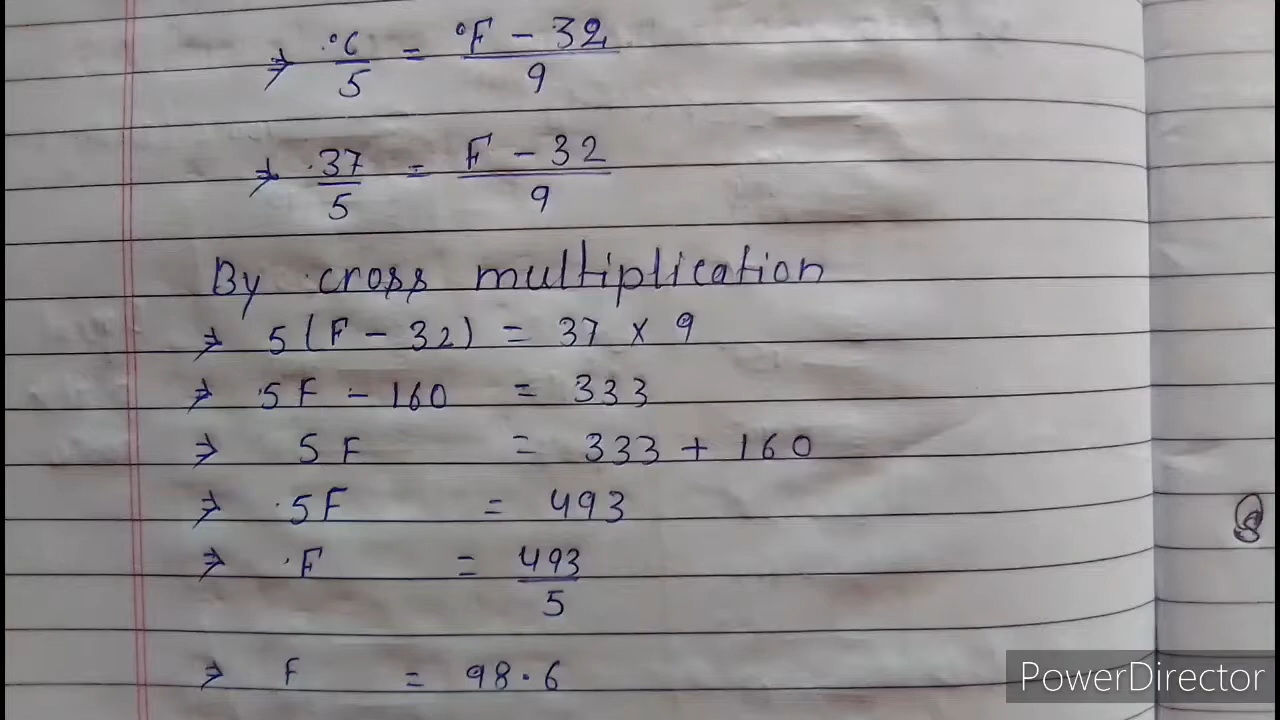 ⇒ °C/5 = °F - 32/9
⇒ 37/5 = F - 32/9
By cross multiplication
⇒ 5(F - 32) = 37 x 9
⇒ 5F - 160 = 333
⇒ 5F = 333 + 160
⇒ 5F = 493
⇒ F = 493/5
⇒ F = 98.6
PowerDirector